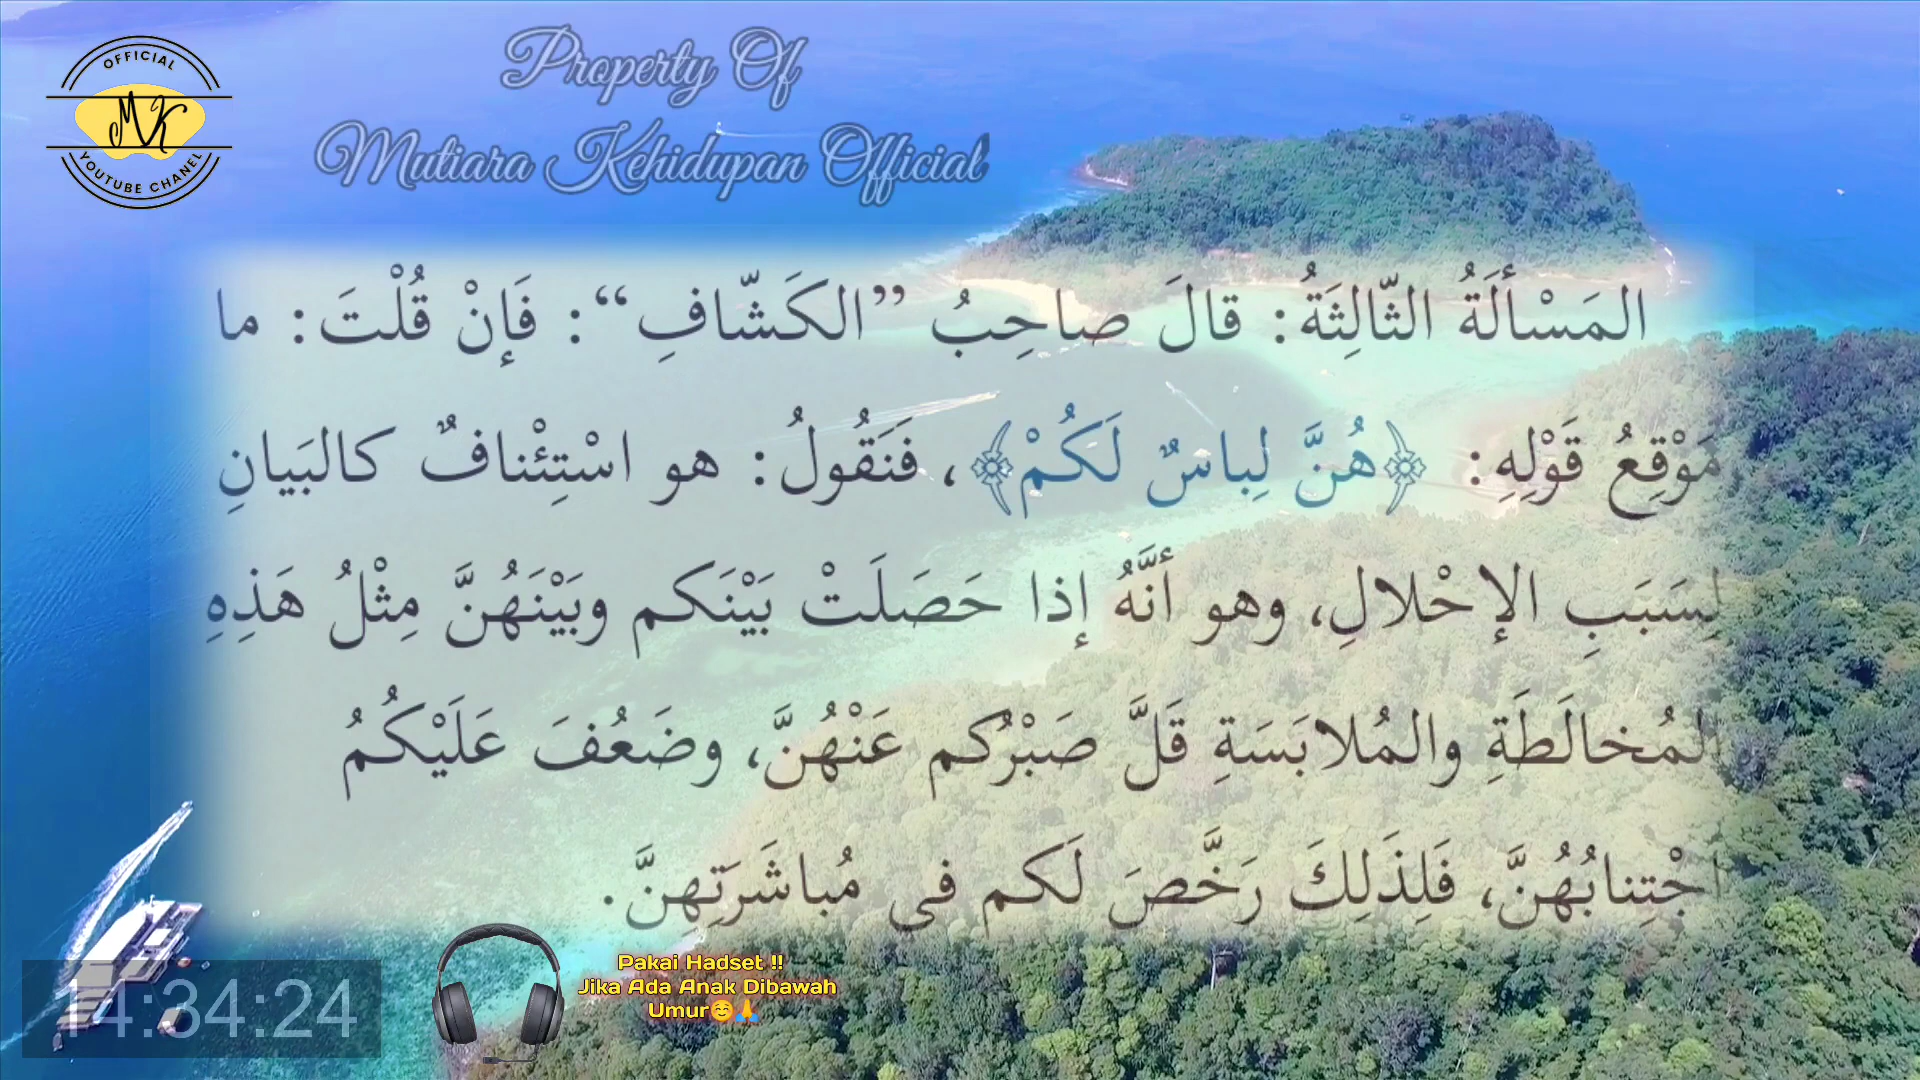 OFFICIAL
MK
YOUTUBE CHANEL
Property Of
Mutiara Kehidupan Official
المَسْألَةُ الثّالِثَةُ: قالَ صاحِبُ ”الكَشّافِ“: فَإنْ قُلْتَ: ما
مَوْقِعُ قَوْلِهِ: ﴿هُنَّ لِباسٌ لَكُمْ﴾، فَنَقُولُ: هو اسْتِئْنافٌ كالبَيانِ
لِسَبَبِ الإحْلالِ، وهو أنَّهُ إذا حَصَلَتْ بَيْنَكم وبَيْنَهُنَّ مِثْلُ هَذِهِ
المُخالَطَةِ والمُلابَسَةِ قَلَّ صَبْرُكم عَنْهُنَّ، وضَعُفَ عَلَيْكُمُ
اجْتِنابُهُنَّ، فَلِذَلِكَ رَخَّصَ لَكم في مُباشَرَتِهِنَّ.
Pakai Hadset !!
Jika Ada Anak Dibawah
Umur😊🙏
14:34:24